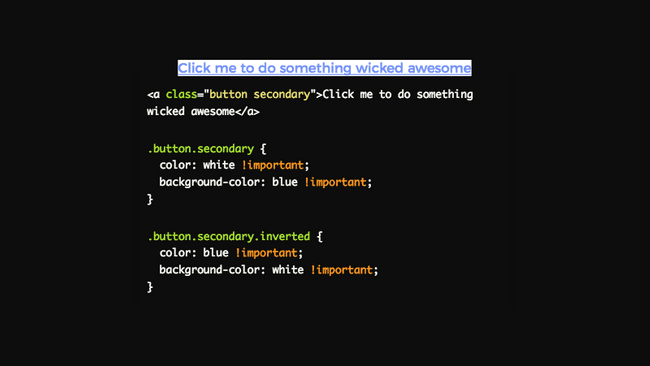 Click me to do something wicked awesome
<a class="button secondary">Click me to do something
wicked awesome</a>
.button.secondary {
  color: white !important;
  background-color: blue !important;
}
.button.secondary.inverted {
  color: blue !important;
  background-color: white !important;
}